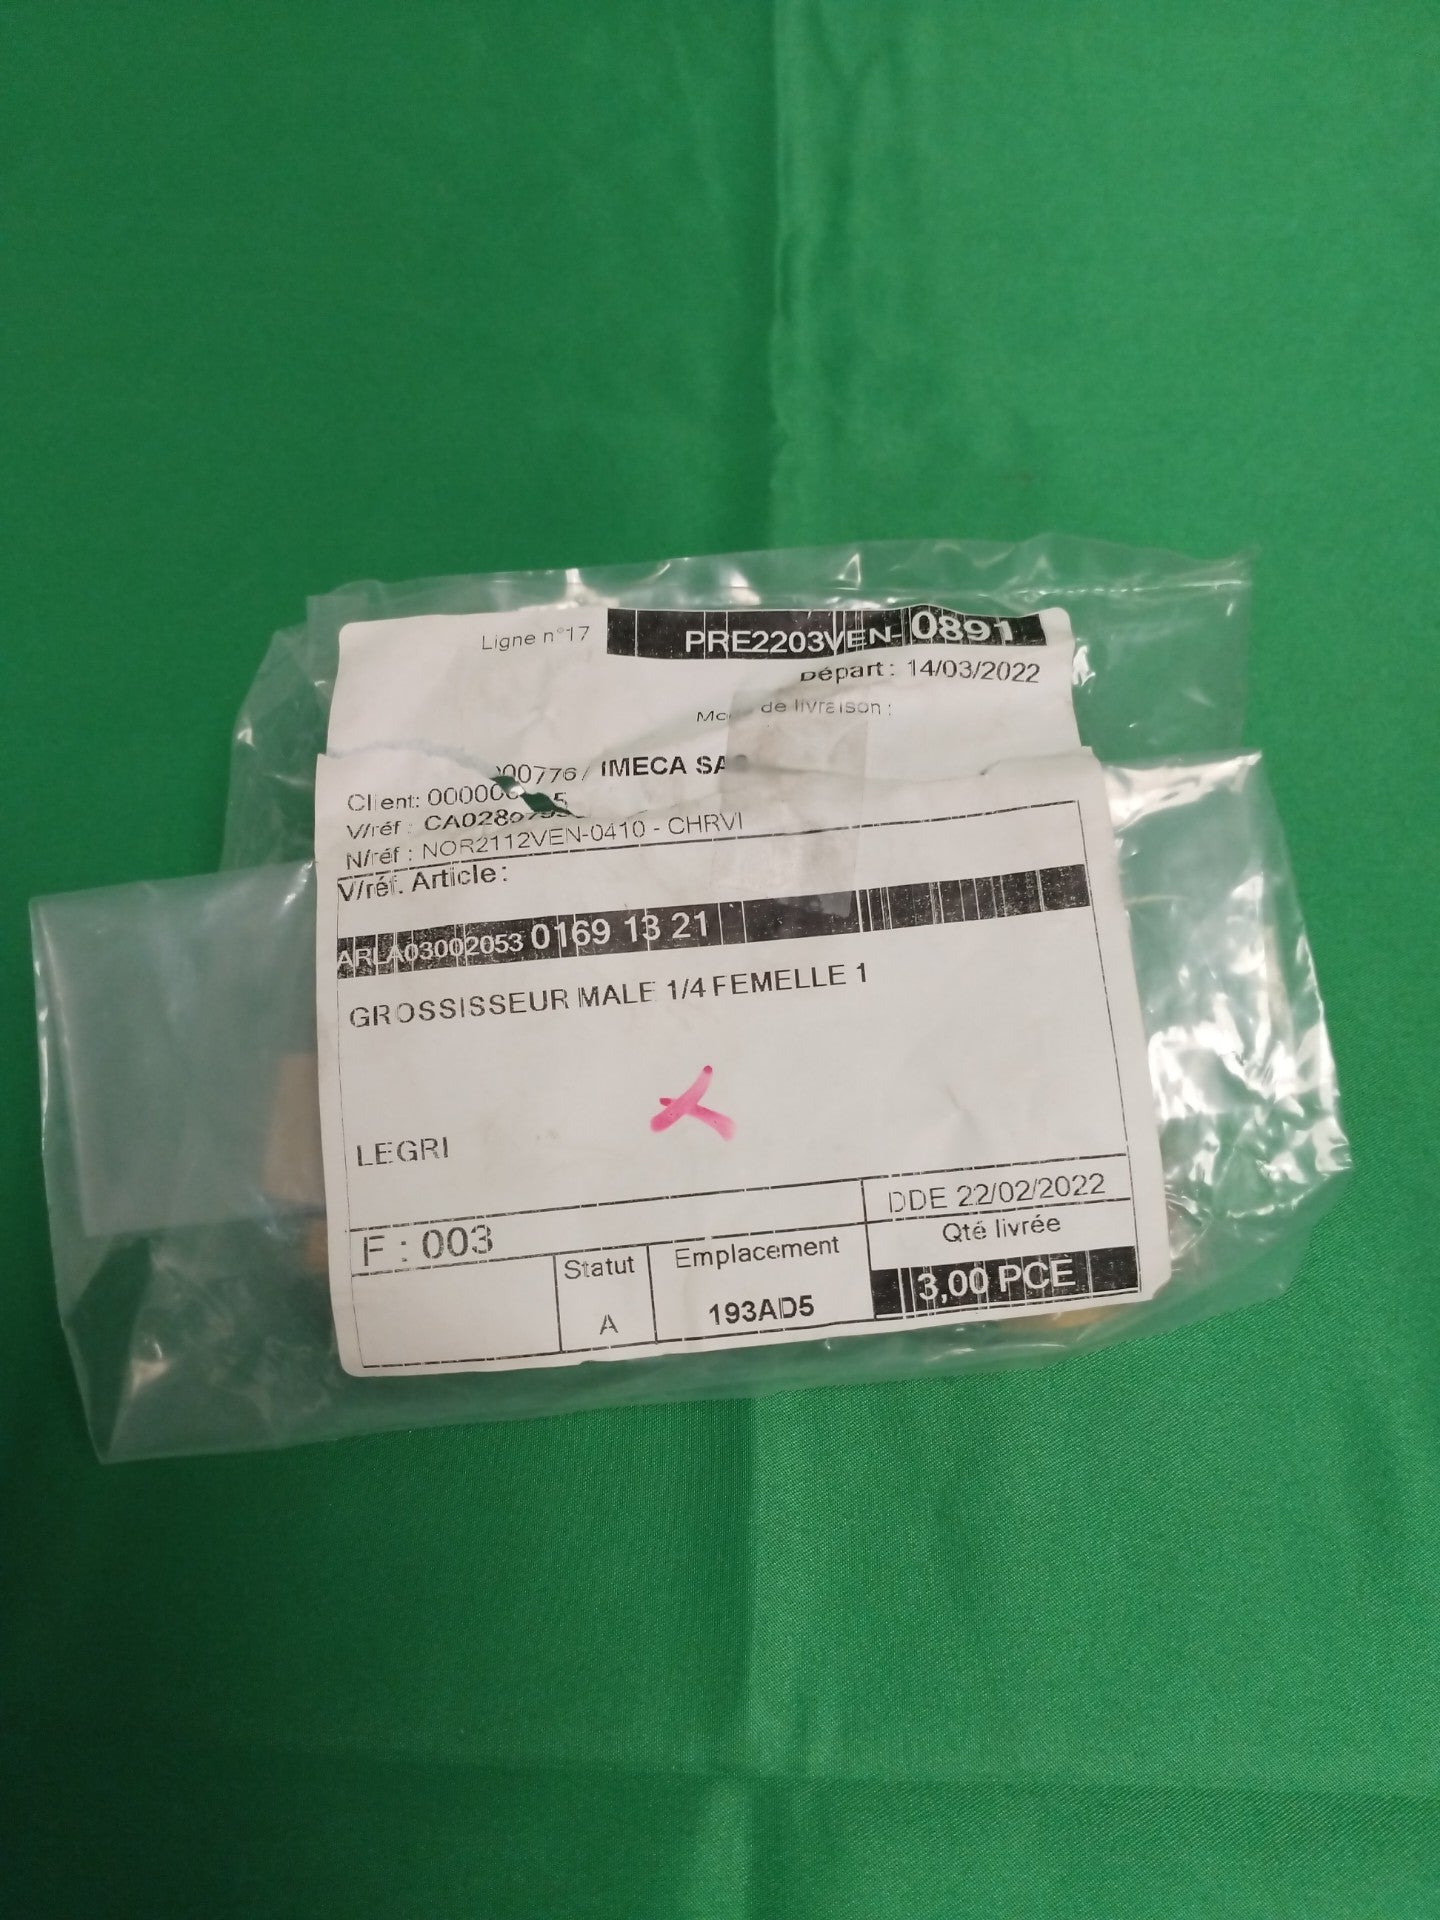 Ligne n°17 PRE2203VEN-0891
Départ : 14/03/2022
de livraison :
Client: IMECA
V/réf :
N/réf : NOR2112VEN-0410 - CHRVI
V/réf. Article :
ARLA03002053 0169 13 21
GROSSISSEUR MALE 1/4 FEMELLE 1
LEGRI
DDE 22/02/2022
F : 003
Qté livrée
Statut Emplacement
3,00 PCE
A 193AD5